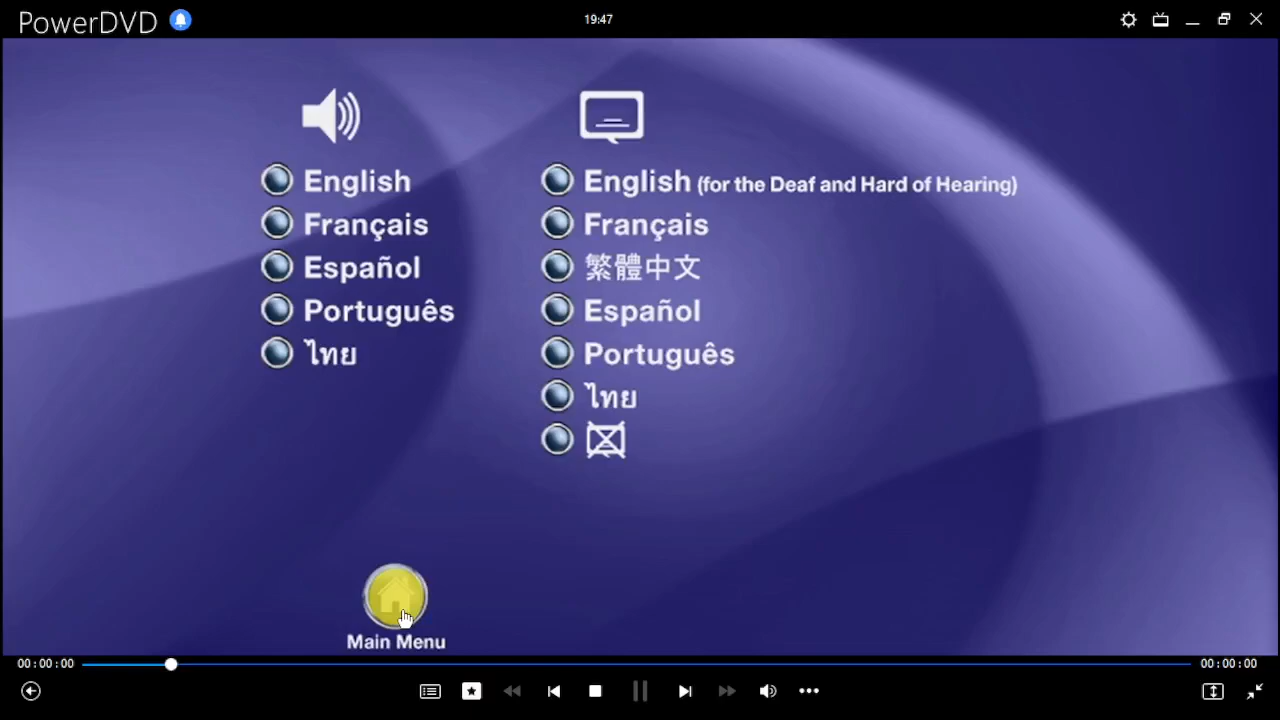 PowerDVD
19:47
English
Français
Español
Português
ไทย
English (for the Deaf and Hard of Hearing)
Français
繁體中文
Español
Português
ไทย
Main Menu
00:00:00
00:00:00